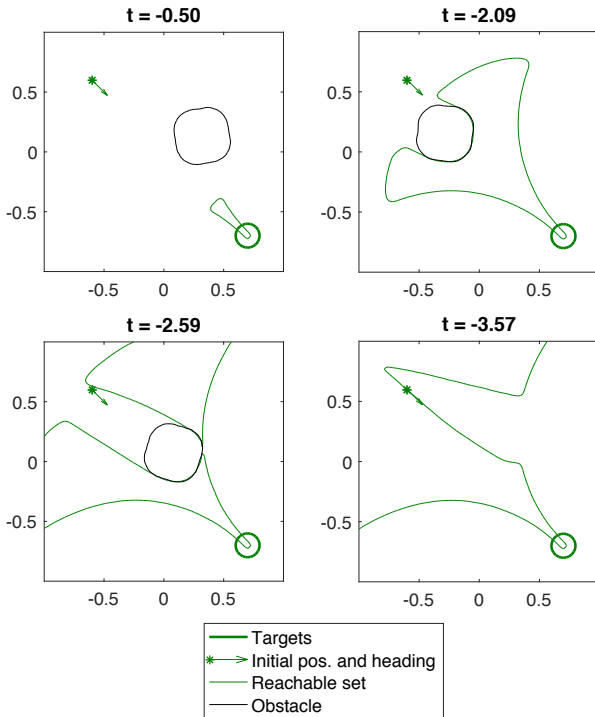 t = -0.50
0.5
0
-0.5
-0.5 0 0.5
t = -2.09
0.5
0
-0.5
-0.5 0 0.5
t = -2.59
0.5
0
-0.5
-0.5 0 0.5
t = -3.57
0.5
0
-0.5
-0.5 0 0.5
Targets
Initial pos. and heading
Reachable set
Obstacle